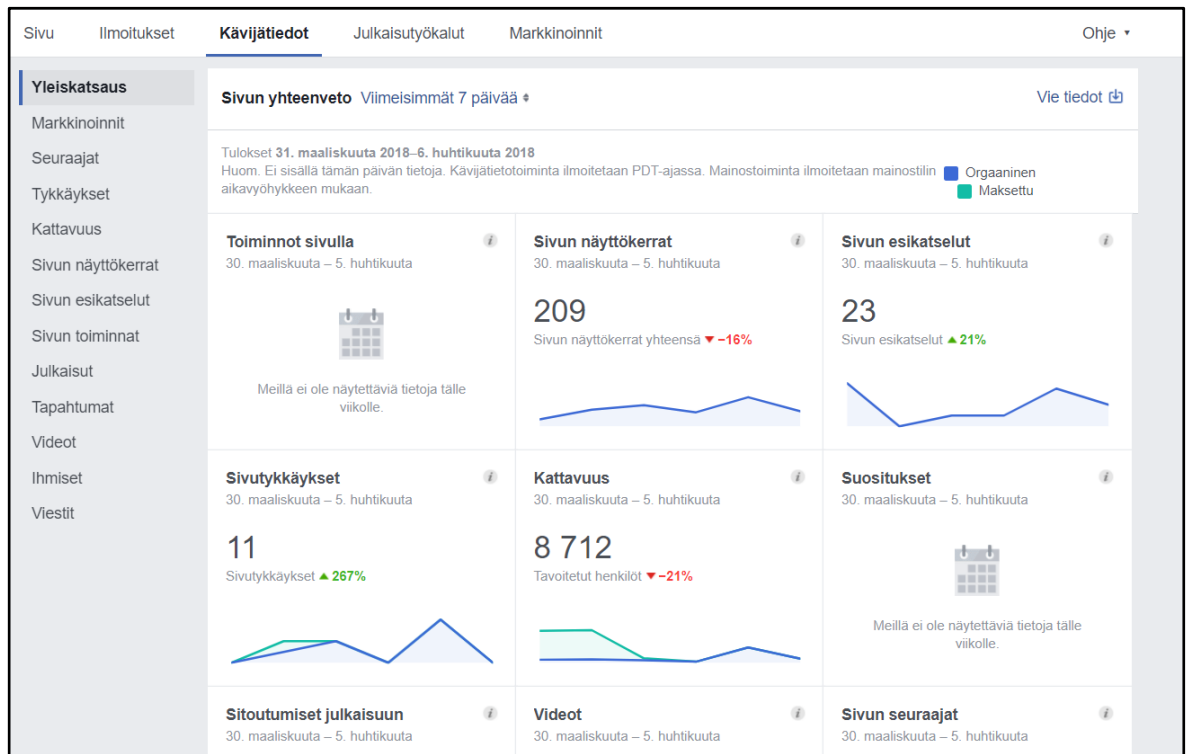 Sivu Ilmoitukset Kävijätiedot Julkaisutyökalut Markkinoinnit Ohje
Yleiskatsaus
Markkinoinnit
Seuraajat
Tykkäykset
Kattavuus
Sivun näyttökerrat
Sivun esikatselut
Sivun toiminnat
Julkaisut
Tapahtumat
Videot
Ihmiset
Viestit
Sivun yhteenveto Viimeisimmät 7 päivää
Vie tiedot
Tulokset 31. maaliskuuta 2018–6. huhtikuuta 2018
Huom. Ei sisällä tämän päivän tietoja. Kävijätietotoiminta ilmoitetaan PDT-ajassa. Mainostoiminta ilmoitetaan mainostilin
aikavyöhykkeen mukaan.
Orgaaninen
Maksettu
Toiminnot sivulla
30. maaliskuuta – 5. huhtikuuta
Meillä ei ole näytettäviä tietoja tälle
viikolle.
Sivun näyttökerrat
30. maaliskuuta – 5. huhtikuuta
209
Sivun näyttökerrat yhteensä ▼ –16%
Sivun esikatselut
30. maaliskuuta – 5. huhtikuuta
23
Sivun esikatselut ▲ 21%
Sivutykkäykset
30. maaliskuuta – 5. huhtikuuta
11
Sivutykkäykset ▲ 267%
Kattavuus
30. maaliskuuta – 5. huhtikuuta
8 712
Tavoitetut henkilöt ▼ –21%
Suositukset
30. maaliskuuta – 5. huhtikuuta
Meillä ei ole näytettäviä tietoja tälle
viikolle.
Sitoutumiset julkaisuun
30. maaliskuuta – 5. huhtikuuta
Videot
30. maaliskuuta – 5. huhtikuuta
Sivun seuraajat
30. maaliskuuta – 5. huhtikuuta